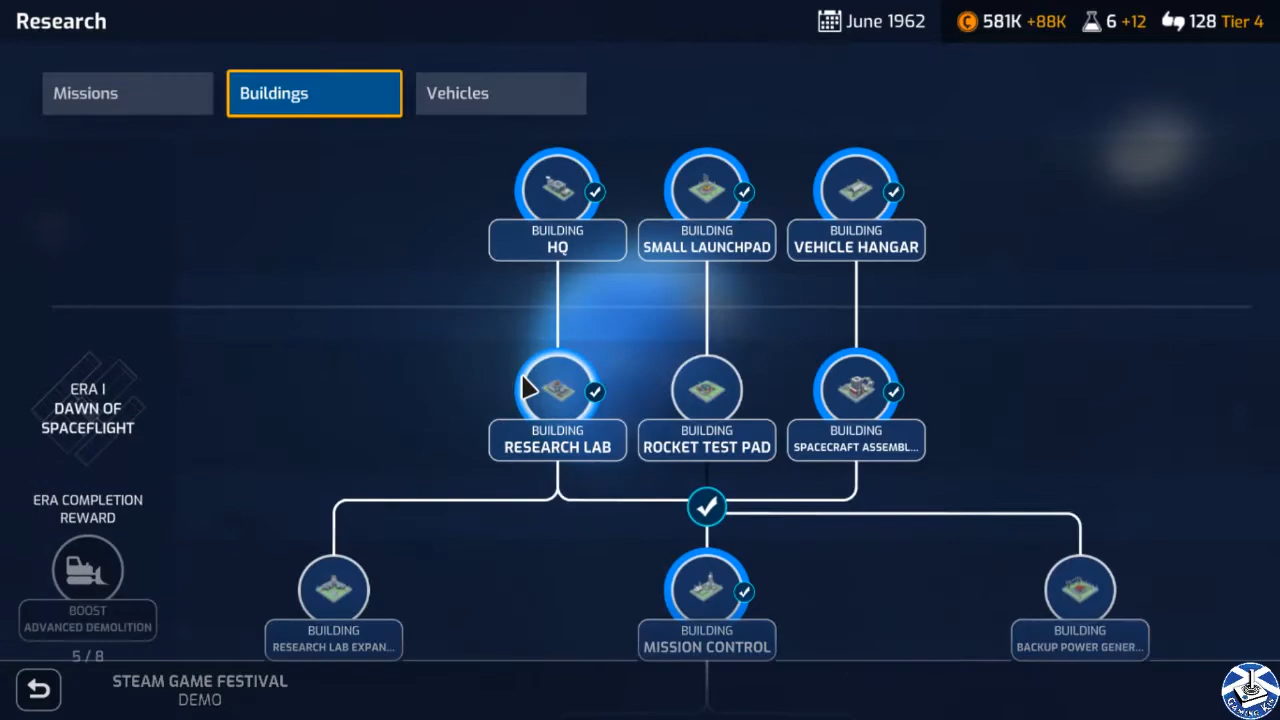 Research
June 1962
581K +88K
6 +12
128 Tier 4
Missions
Buildings
Vehicles
BUILDING
HQ
BUILDING
SMALL LAUNCHPAD
BUILDING
VEHICLE HANGAR
ERA I
DAWN OF
SPACEFLIGHT
BUILDING
RESEARCH LAB
BUILDING
ROCKET TEST PAD
BUILDING
SPACECRAFT ASSEMBL...
ERA COMPLETION
REWARD
BOOST
ADVANCED DEMOLITION
5 / 8
BUILDING
RESEARCH LAB EXPAN...
BUILDING
MISSION CONTROL
BUILDING
BACKUP POWER GENER...
STEAM GAME FESTIVAL
DEMO